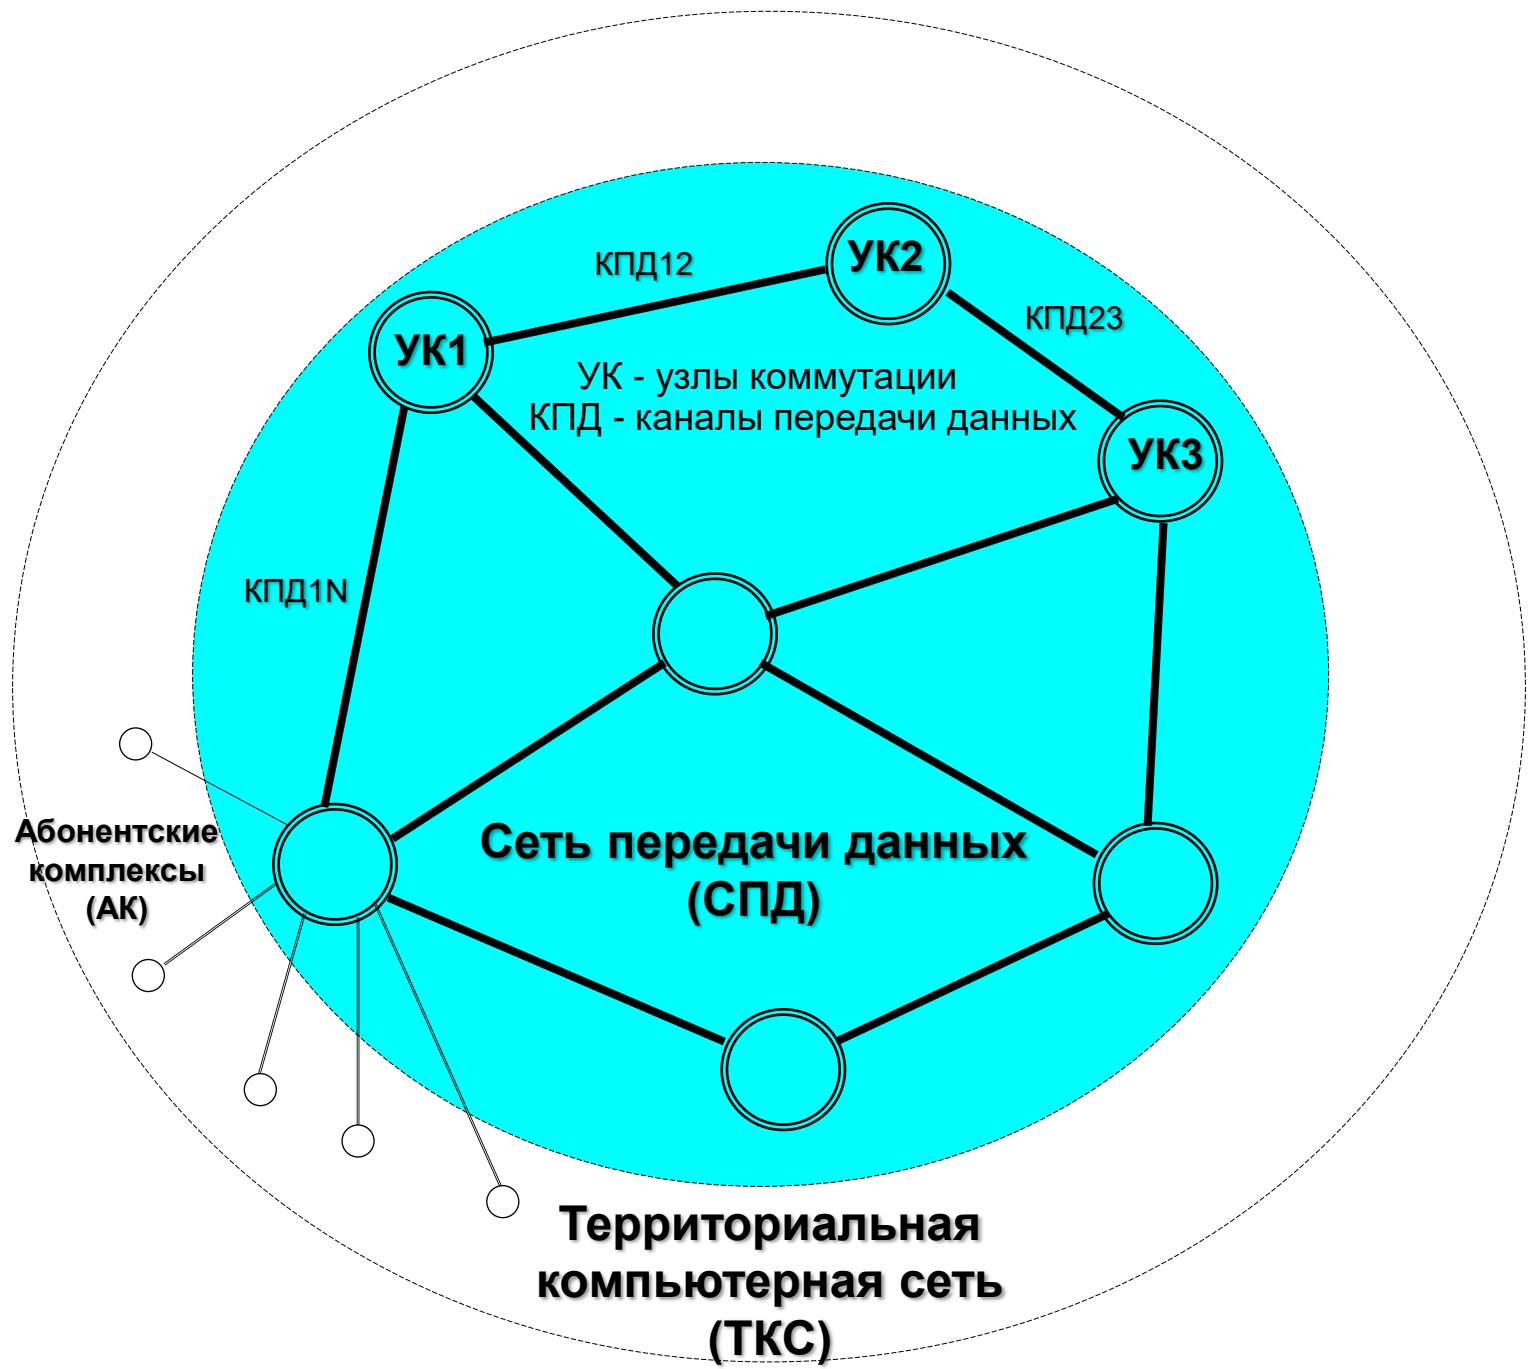 УК2
КПД12
КПД23
УК1
УК - узлы коммутации
КПД - каналы передачи данных
УК3
КПД1N
Абонентские
комплексы
(АК)
Сеть передачи данных
(СПД)
Территориальная
компьютерная сеть
(ТКС)